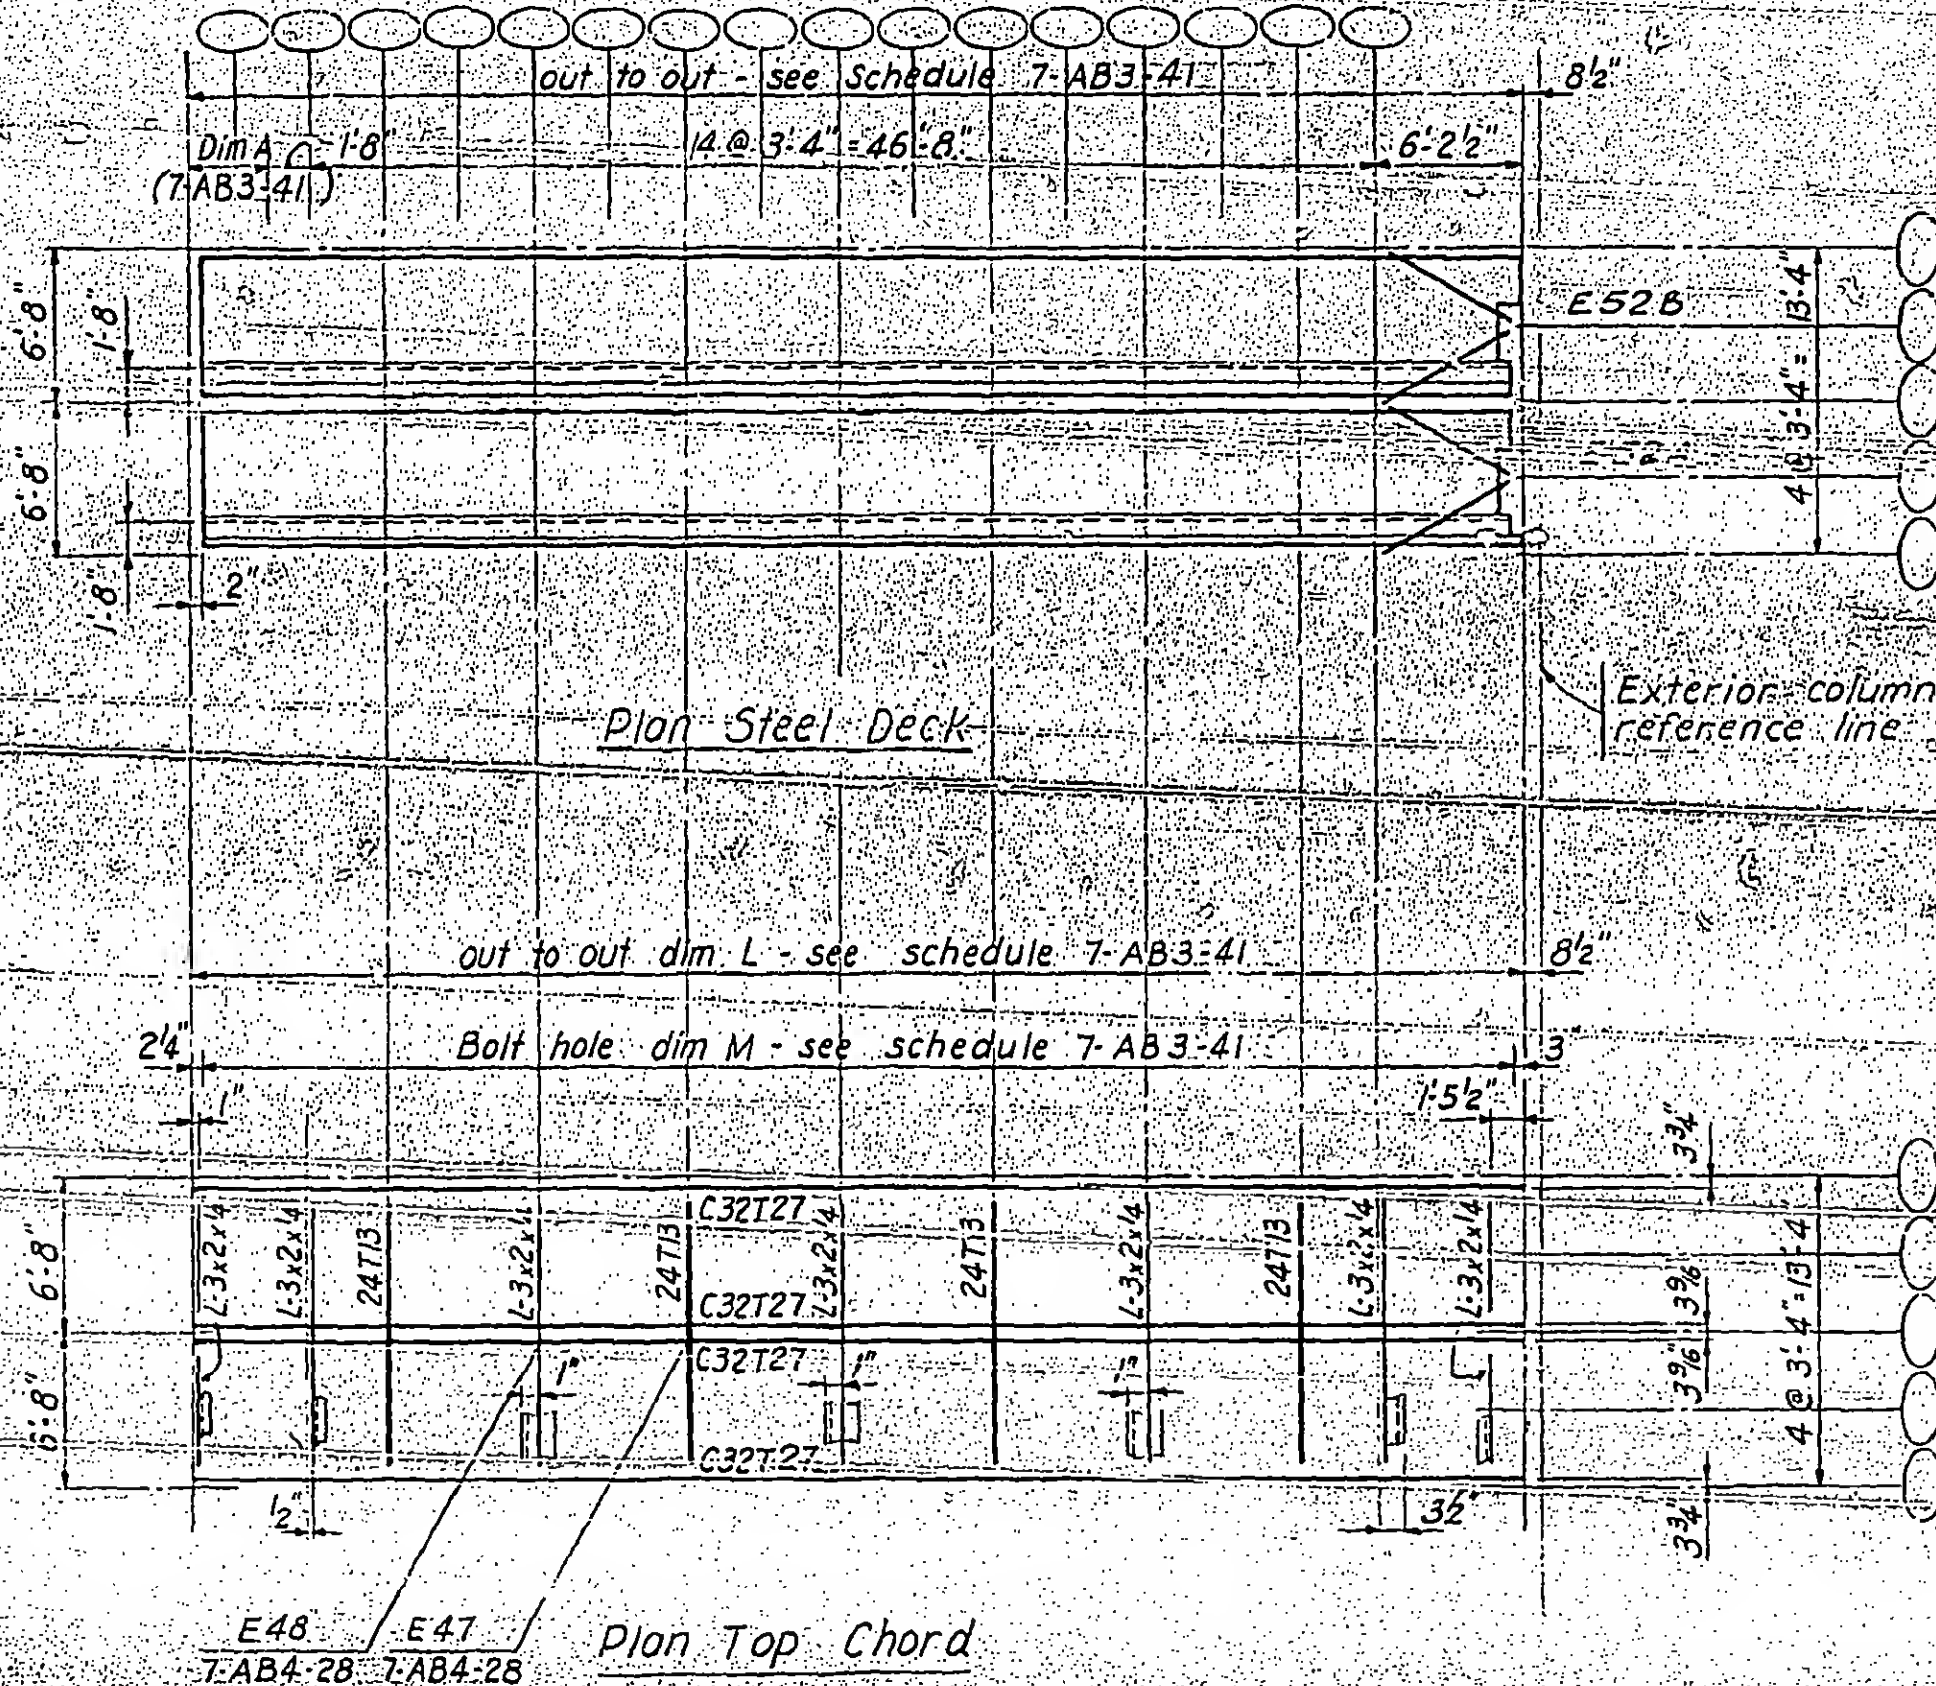 out to out - see Schedule 7-AB3-41
8½"
Dim A
1'-8"
14 @ 3'-4" = 46'-8"
6'-2½"
(7-AB3-41)
6'-8"
1'-8"
E52B
4 @ 3'-4" = 13'-4"
6'-8"
1'-8"
2"
Exterior column
reference line
Plan Steel Deck
out to out dim. L - see schedule 7-AB3-41
8½"
2¼"
Bolt hole dim M - see schedule 7-AB3-41
3"
1"
1'-5½"
3¾"
6'-8"
L-3x2x¼
L-3x2x¼
24T13
L-3x2x¼
24T13
C32T27
L-3x2x¼
24T13
L-3x2x¼
24T13
L-3x2x¼
L-3x2x¼
C32T27
3 9/16"
4 @ 3'-4" = 13'-4"
6'-8"
C32T27
1"
1"
1"
3 9/16"
C32T27
½"
3½"
3¾"
E48
7-AB4-28
E47
7-AB4-28
Plan Top Chord